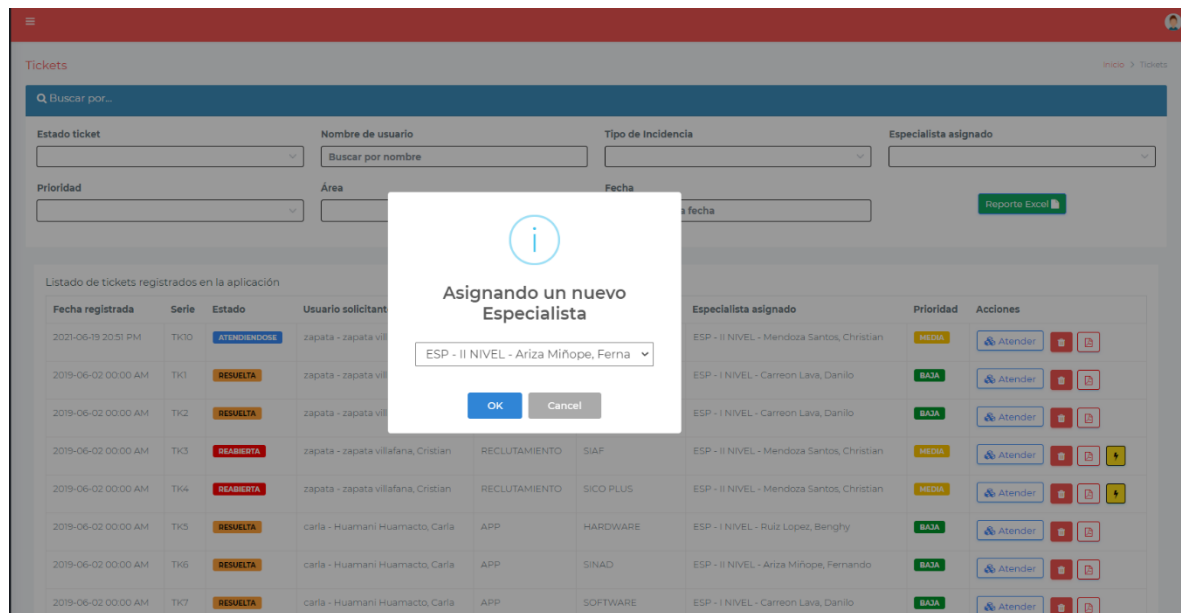 Tickets
Inicio > Tickets
Buscar por...
Estado ticket
Nombre de usuario
Tipo de Incidencia
Especialista asignado
Buscar por nombre
Prioridad
Área
Fecha
a fecha
Reporte Excel
Asignando un nuevo
Especialista
ESP - II NIVEL - Ariza Miñope, Ferna
OK
Cancel
Listado de tickets registrados en la aplicación
Fecha registrada Serie Estado Usuario solicitant Especialista asignado Prioridad Acciones
2021-06-19 20:51 PM TK10 ATENDIENDOSE zapata - zapata vill ESP - II NIVEL - Mendoza Santos, Christian MEDIA Atender
2019-06-02 00:00 AM TK1 RESUELTA zapata - zapata vill ESP - I NIVEL - Carreon Lava, Danilo BAJA Atender
2019-06-02 00:00 AM TK2 RESUELTA zapata - zapata vill ESP - I NIVEL - Carreon Lava, Danilo BAJA Atender
2019-06-02 00:00 AM TK3 REABIERTA zapata - zapata villafana, Cristian RECLUTAMIENTO SIAF ESP - II NIVEL - Mendoza Santos, Christian MEDIA Atender
2019-06-02 00:00 AM TK4 REABIERTA zapata - zapata villafana, Cristian RECLUTAMIENTO SICO PLUS ESP - II NIVEL - Mendoza Santos, Christian MEDIA Atender
2019-06-02 00:00 AM TK5 RESUELTA carla - Huamani Huamacto, Carla APP HARDWARE ESP - I NIVEL - Ruiz Lopez, Benghy BAJA Atender
2019-06-02 00:00 AM TK6 RESUELTA carla - Huamani Huamacto, Carla APP SINAD ESP - II NIVEL - Ariza Miñope, Fernando BAJA Atender
2019-06-02 00:00 AM TK7 RESUELTA carla - Huamani Huamacto, Carla APP SOFTWARE ESP - I NIVEL - Carreon Lava, Danilo BAJA Atender